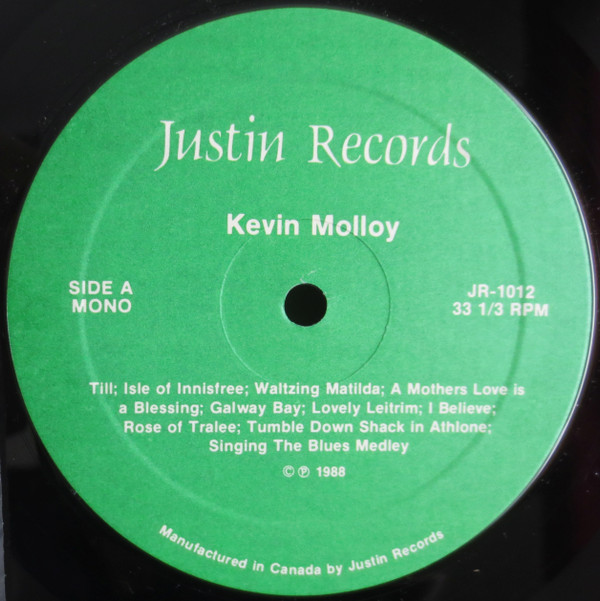 Justin Records
Kevin Molloy
SIDE A
MONO
JR-1012
33 1/3 RPM
Till; Isle of Innisfree; Waltzing Matilda; A Mothers Love is
a Blessing; Galway Bay; Lovely Leitrim; I Believe;
Rose of Tralee; Tumble Down Shack in Athlone;
Singing The Blues Medley
© ℗ 1988
Manufactured in Canada by Justin Records